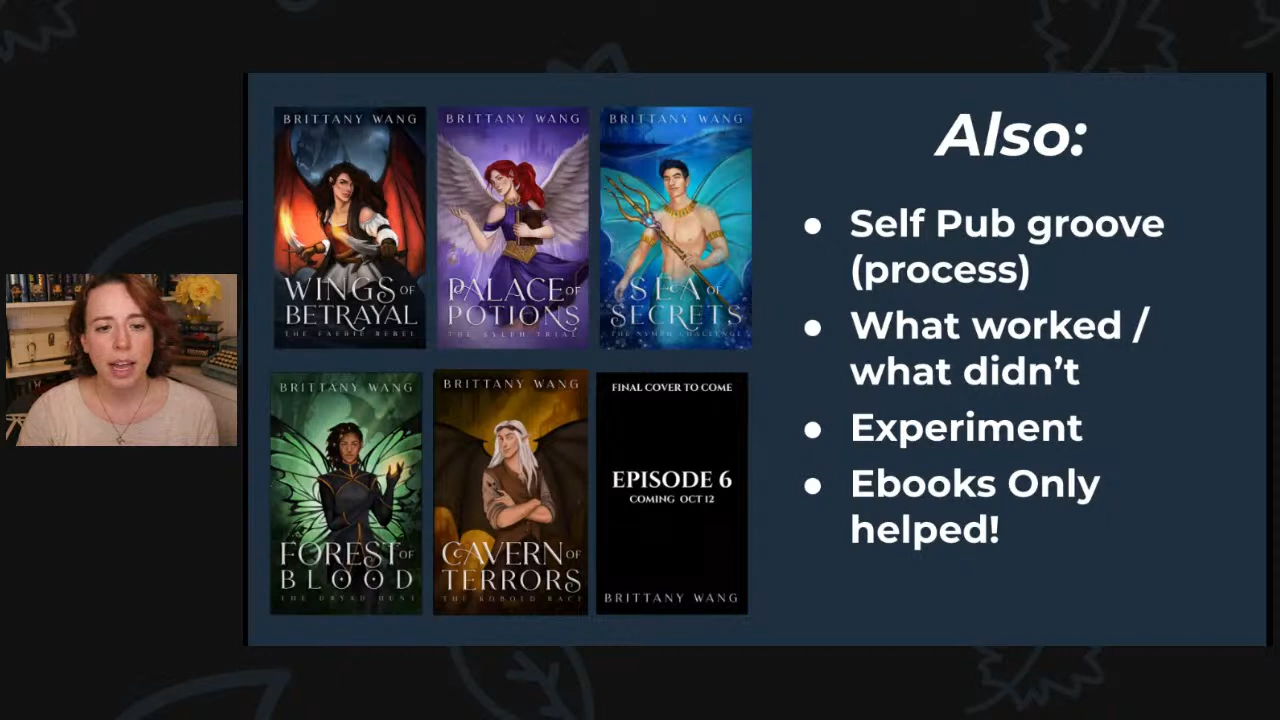 BRITTANY WANG
WINGS OF
BETRAYAL
THE FAERIE REBEL
BRITTANY WANG
PALACE OF
POTIONS
THE SYLPH TRIAL
BRITTANY WANG
SEA OF
SECRETS
THE NYMPH CHALLENGE
BRITTANY WANG
FOREST OF
BLOOD
THE DRYAD HUNT
BRITTANY WANG
CAVERN OF
TERRORS
THE KOBOLD RACE
FINAL COVER TO COME
EPISODE 6
COMING OCT 12
BRITTANY WANG
Also:
● Self Pub groove
(process)
● What worked /
what didn’t
● Experiment
● Ebooks Only
helped!